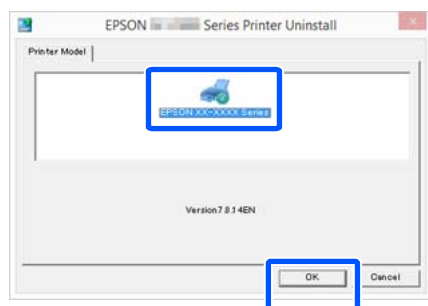 EPSON Series Printer Uninstall
Printer Model
EPSON XX-XXXX Series
Version7.8.14EN
OK
Cancel